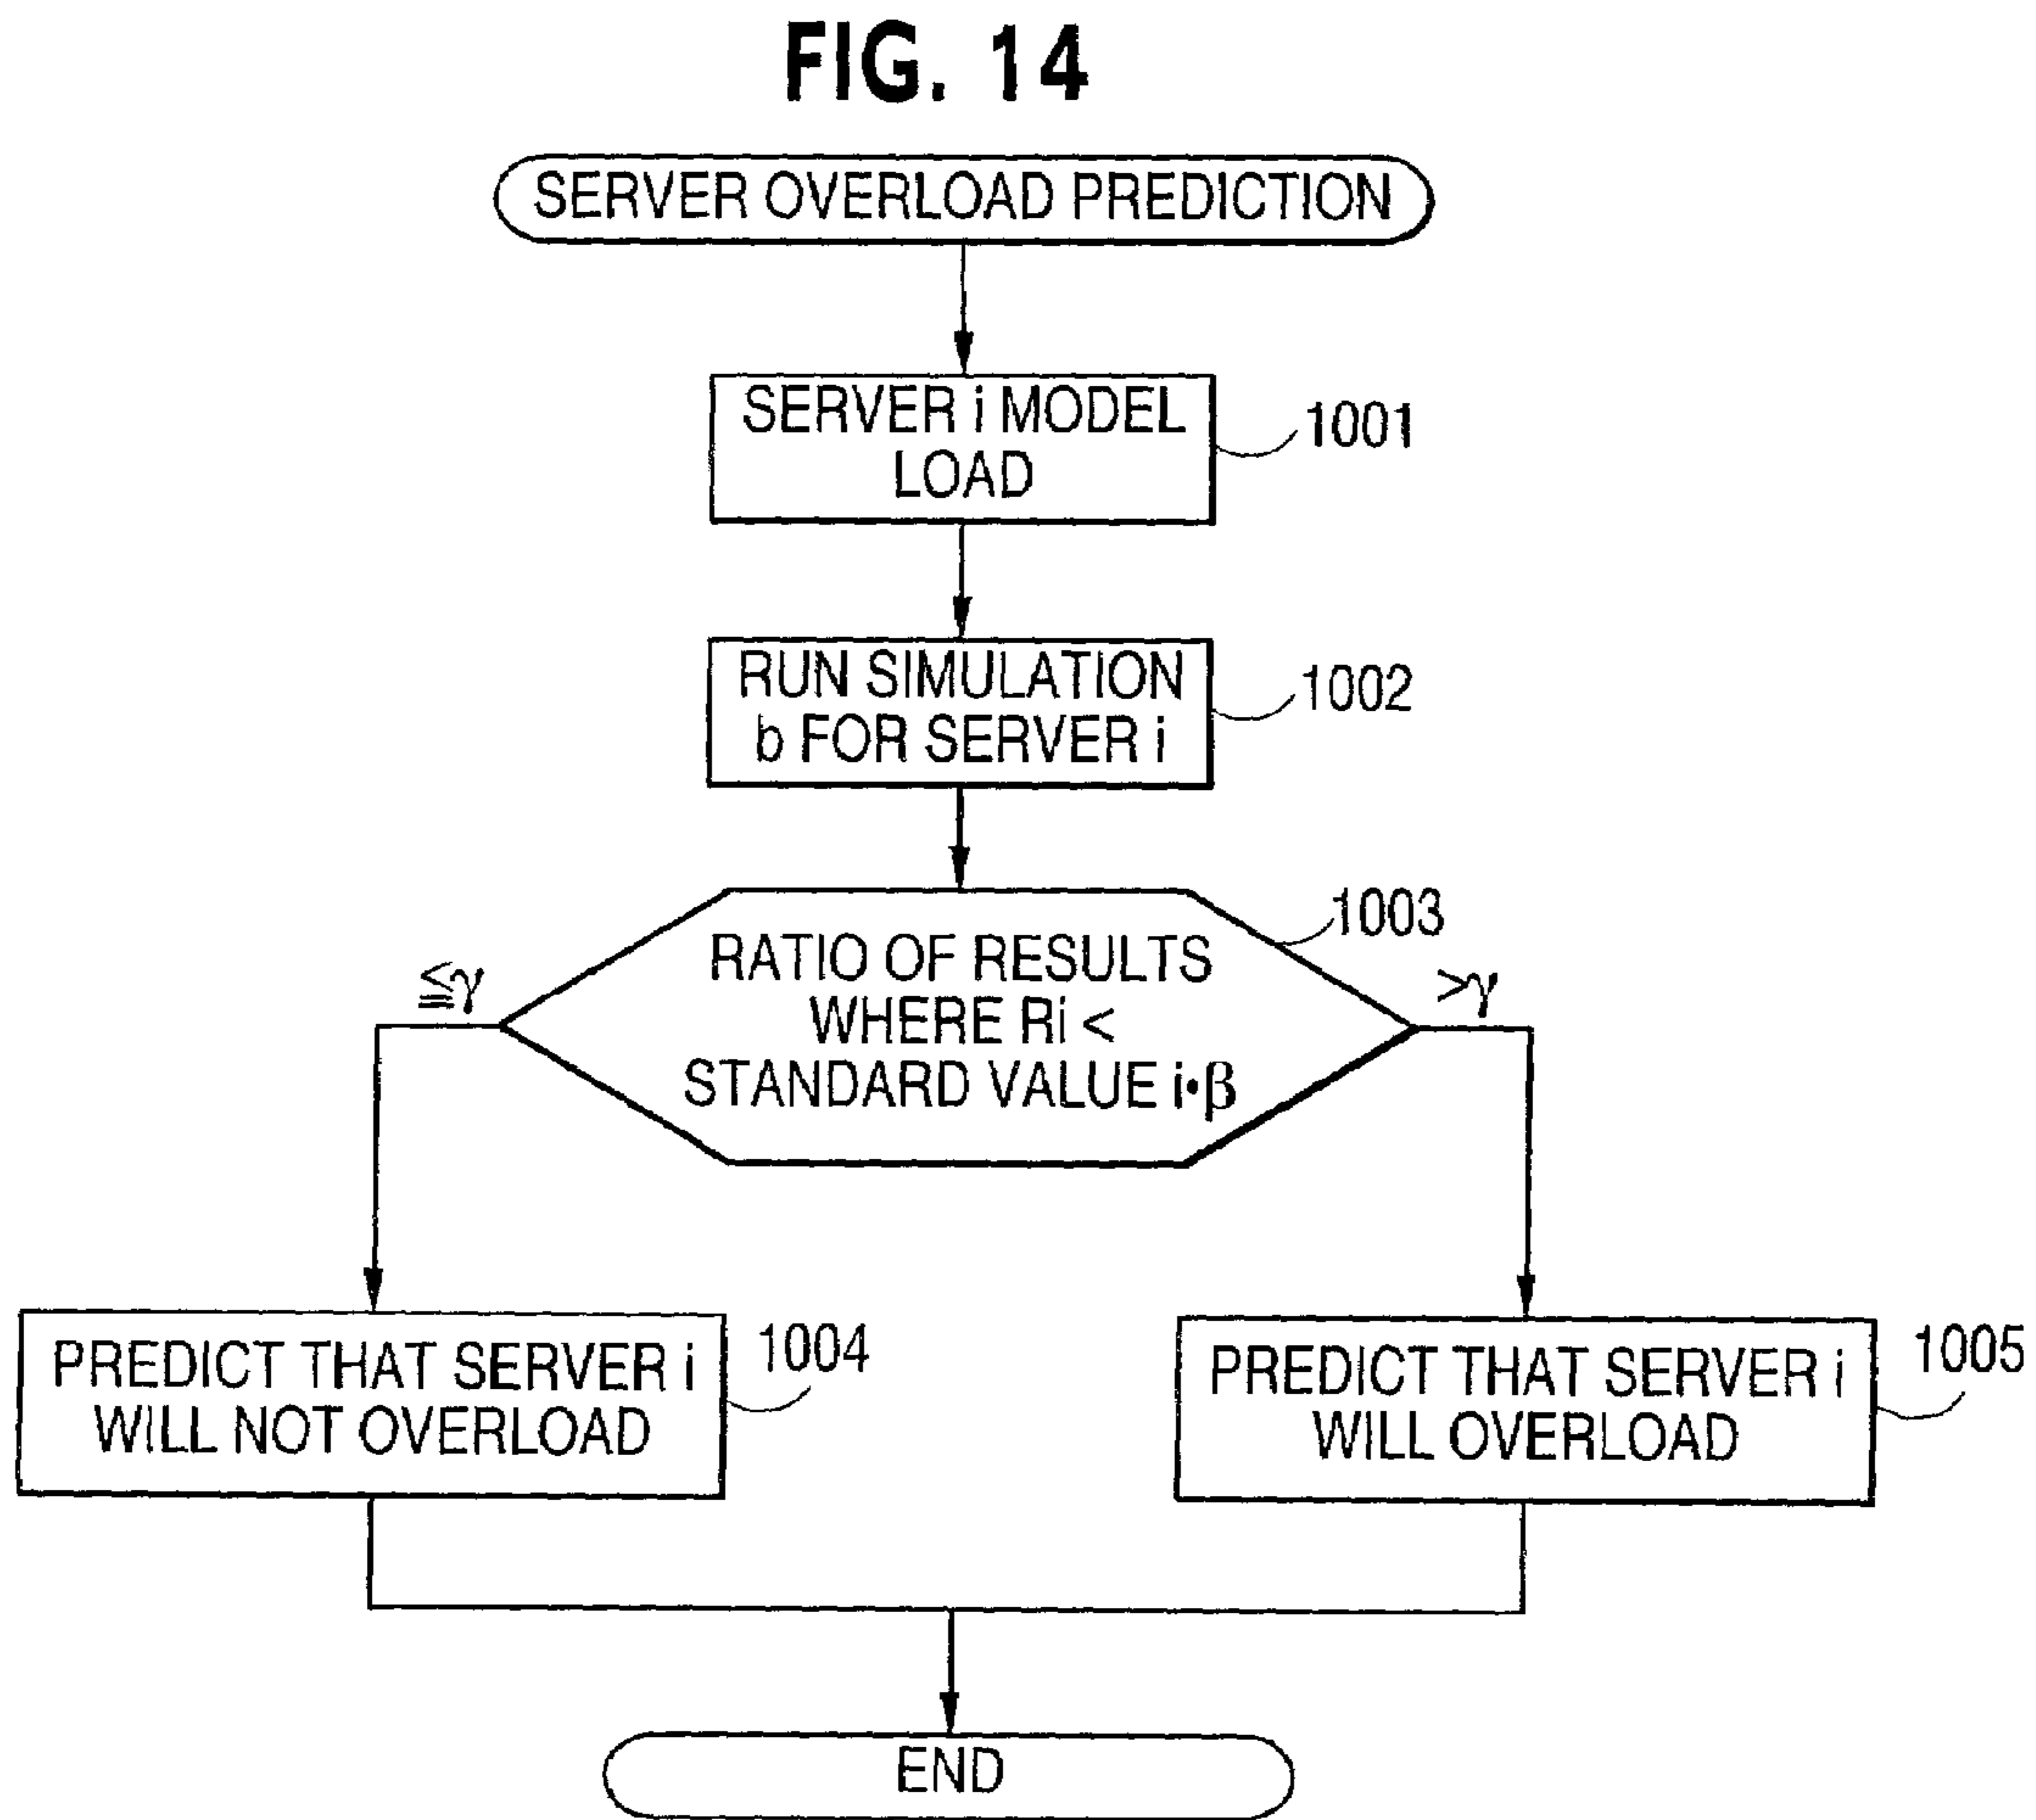 FIG. 14
SERVER OVERLOAD PREDICTION
SERVER i MODEL
LOAD
1001
RUN SIMULATION
b FOR SERVER i
1002
1003
RATIO OF RESULTS
WHERE Ri <
STANDARD VALUE i•β
≦γ
>γ
PREDICT THAT SERVER i
WILL NOT OVERLOAD
1004
PREDICT THAT SERVER i
WILL OVERLOAD
1005
END